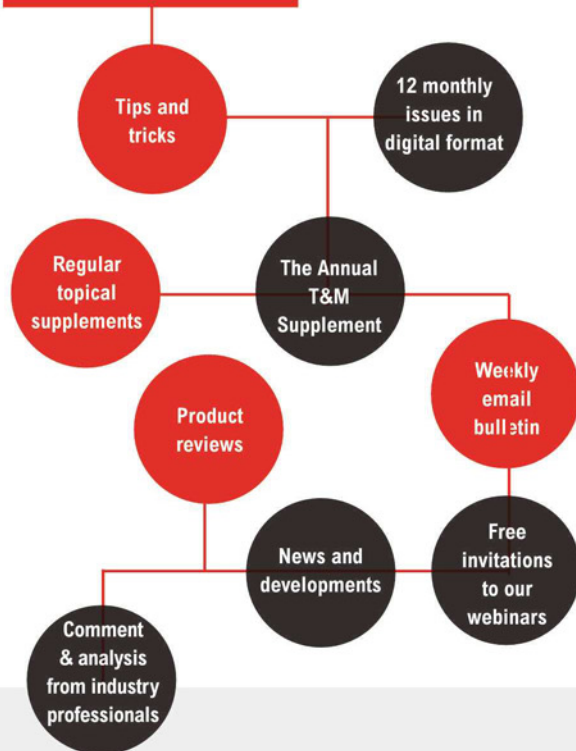 Tips and
tricks
12 monthly
issues in
digital format
Regular
topical
supplements
The Annual
T&M
Supplement
Weekly
email
bulletin
Product
reviews
News and
developments
Free
invitations
to our
webinars
Comment
& analysis
from industry
professionals